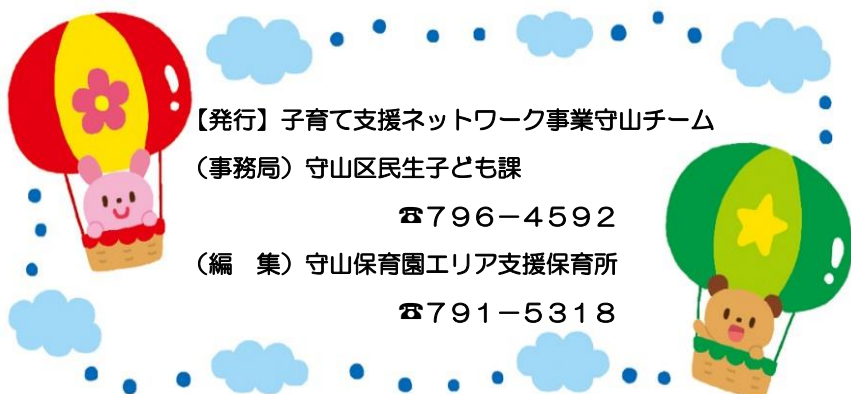 【発行】子育て支援ネットワーク事業守山チーム
（事務局）守山区民生子ども課
☎７９６－４５９２
（編　集）守山保育園エリア支援保育所
☎７９１－５３１８